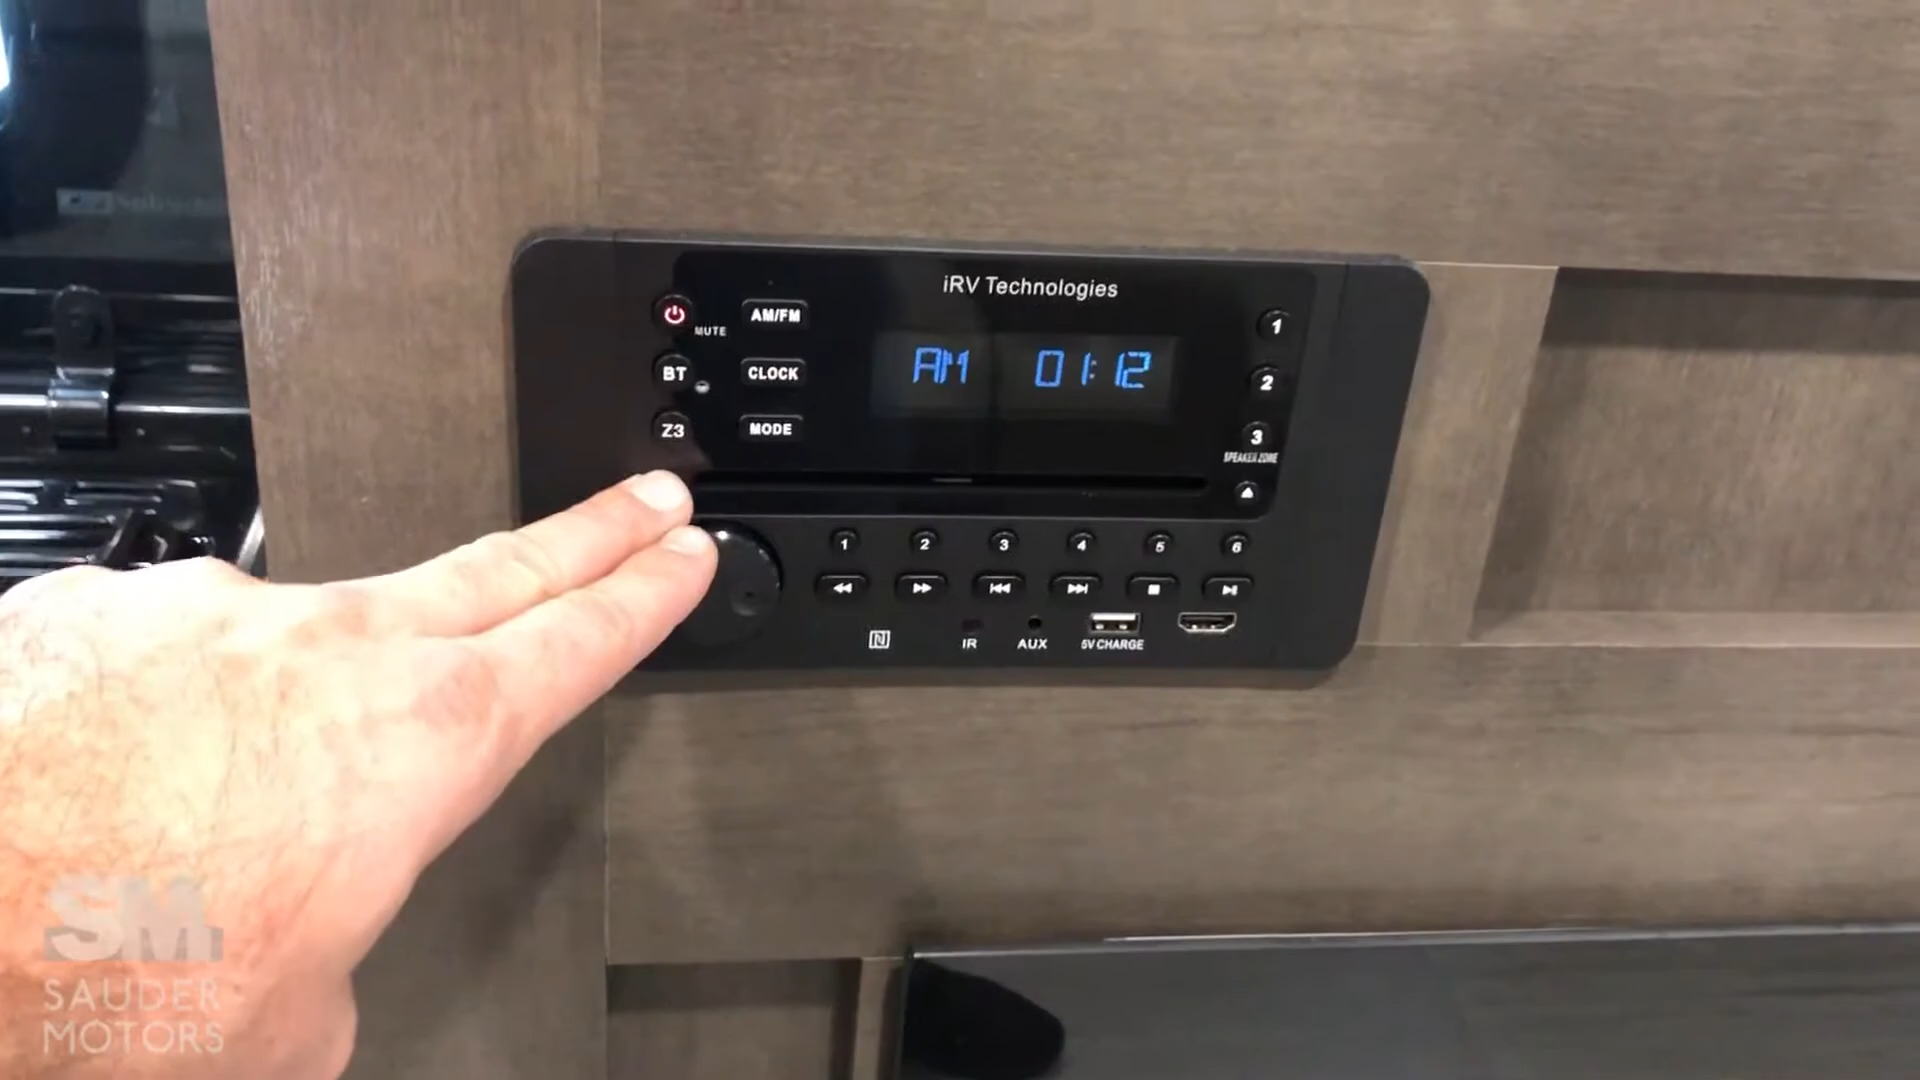 iRV Technologies
MUTE
AM/FM
BT
CLOCK
Z3
MODE
AM 01:12
1
2
3
SPEAKER ZONE
1 2 3 4 5 6
IR
AUX
5V CHARGE
SM
SAUDER
MOTORS